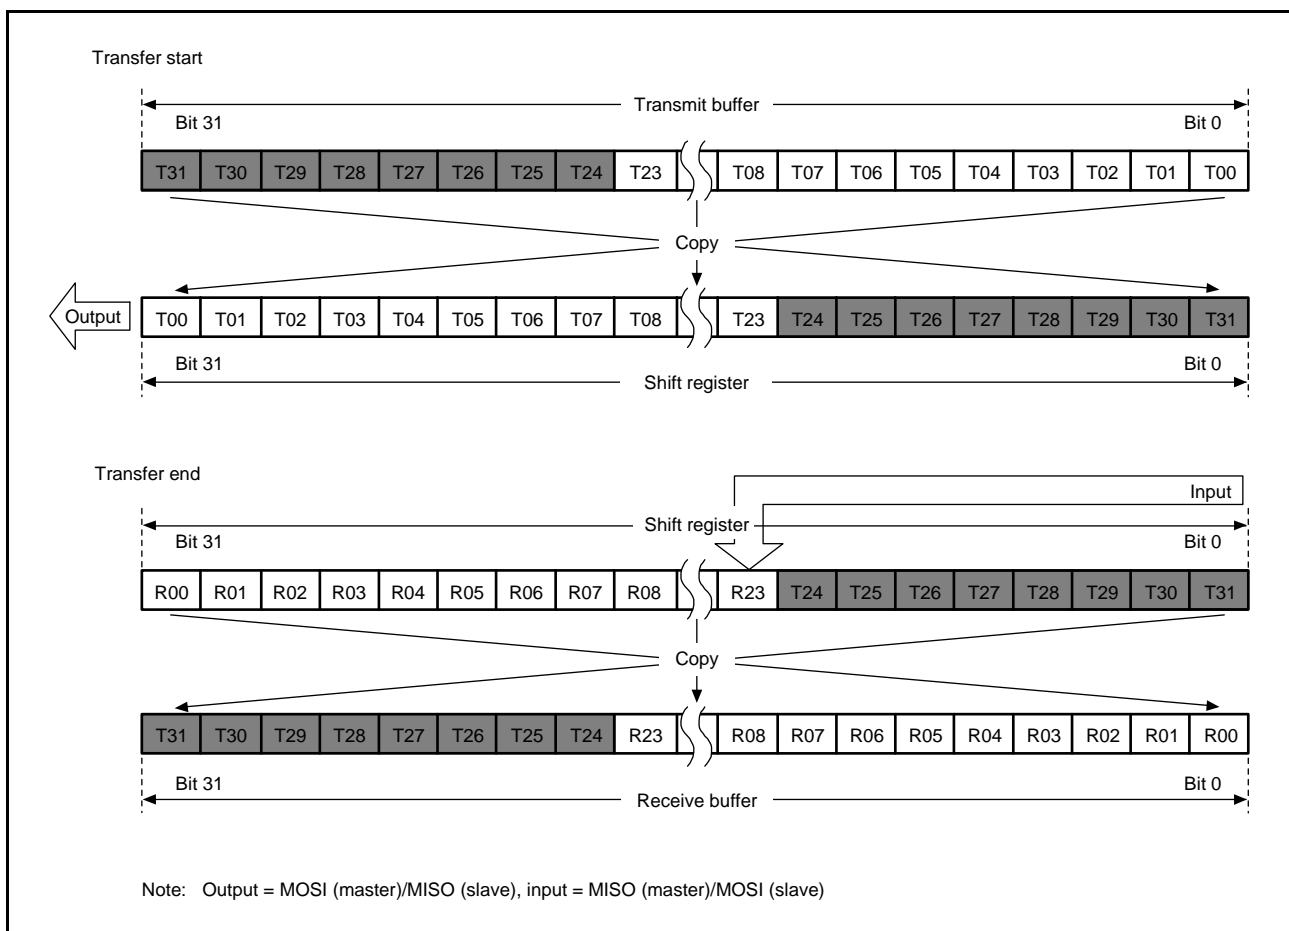 Transfer start
Transmit buffer
Bit 31 Bit 0
T31 T30 T29 T28 T27 T26 T25 T24 T23 T08 T07 T06 T05 T04 T03 T02 T01 T00
Copy
Output T00 T01 T02 T03 T04 T05 T06 T07 T08 T23 T24 T25 T26 T27 T28 T29 T30 T31
Bit 31 Bit 0
Shift register
Transfer end
Input
Shift register
Bit 31 Bit 0
R00 R01 R02 R03 R04 R05 R06 R07 R08 R23 T24 T25 T26 T27 T28 T29 T30 T31
Copy
T31 T30 T29 T28 T27 T26 T25 T24 R23 R08 R07 R06 R05 R04 R03 R02 R01 R00
Bit 31 Bit 0
Receive buffer
Note: Output = MOSI (master)/MISO (slave), input = MISO (master)/MOSI (slave)